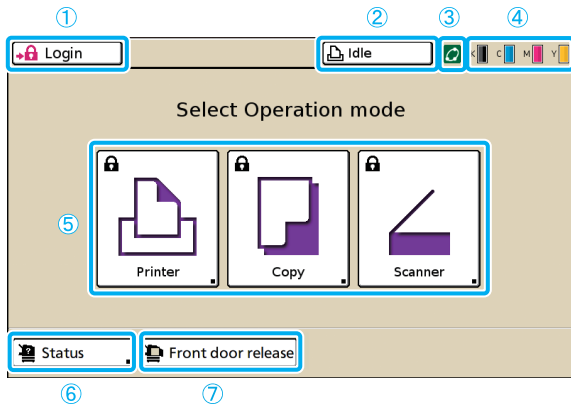 ① ② ③ ④
Login Idle K C M Y
Select Operation mode
⑤
Printer Copy Scanner
Status Front door release
⑥ ⑦